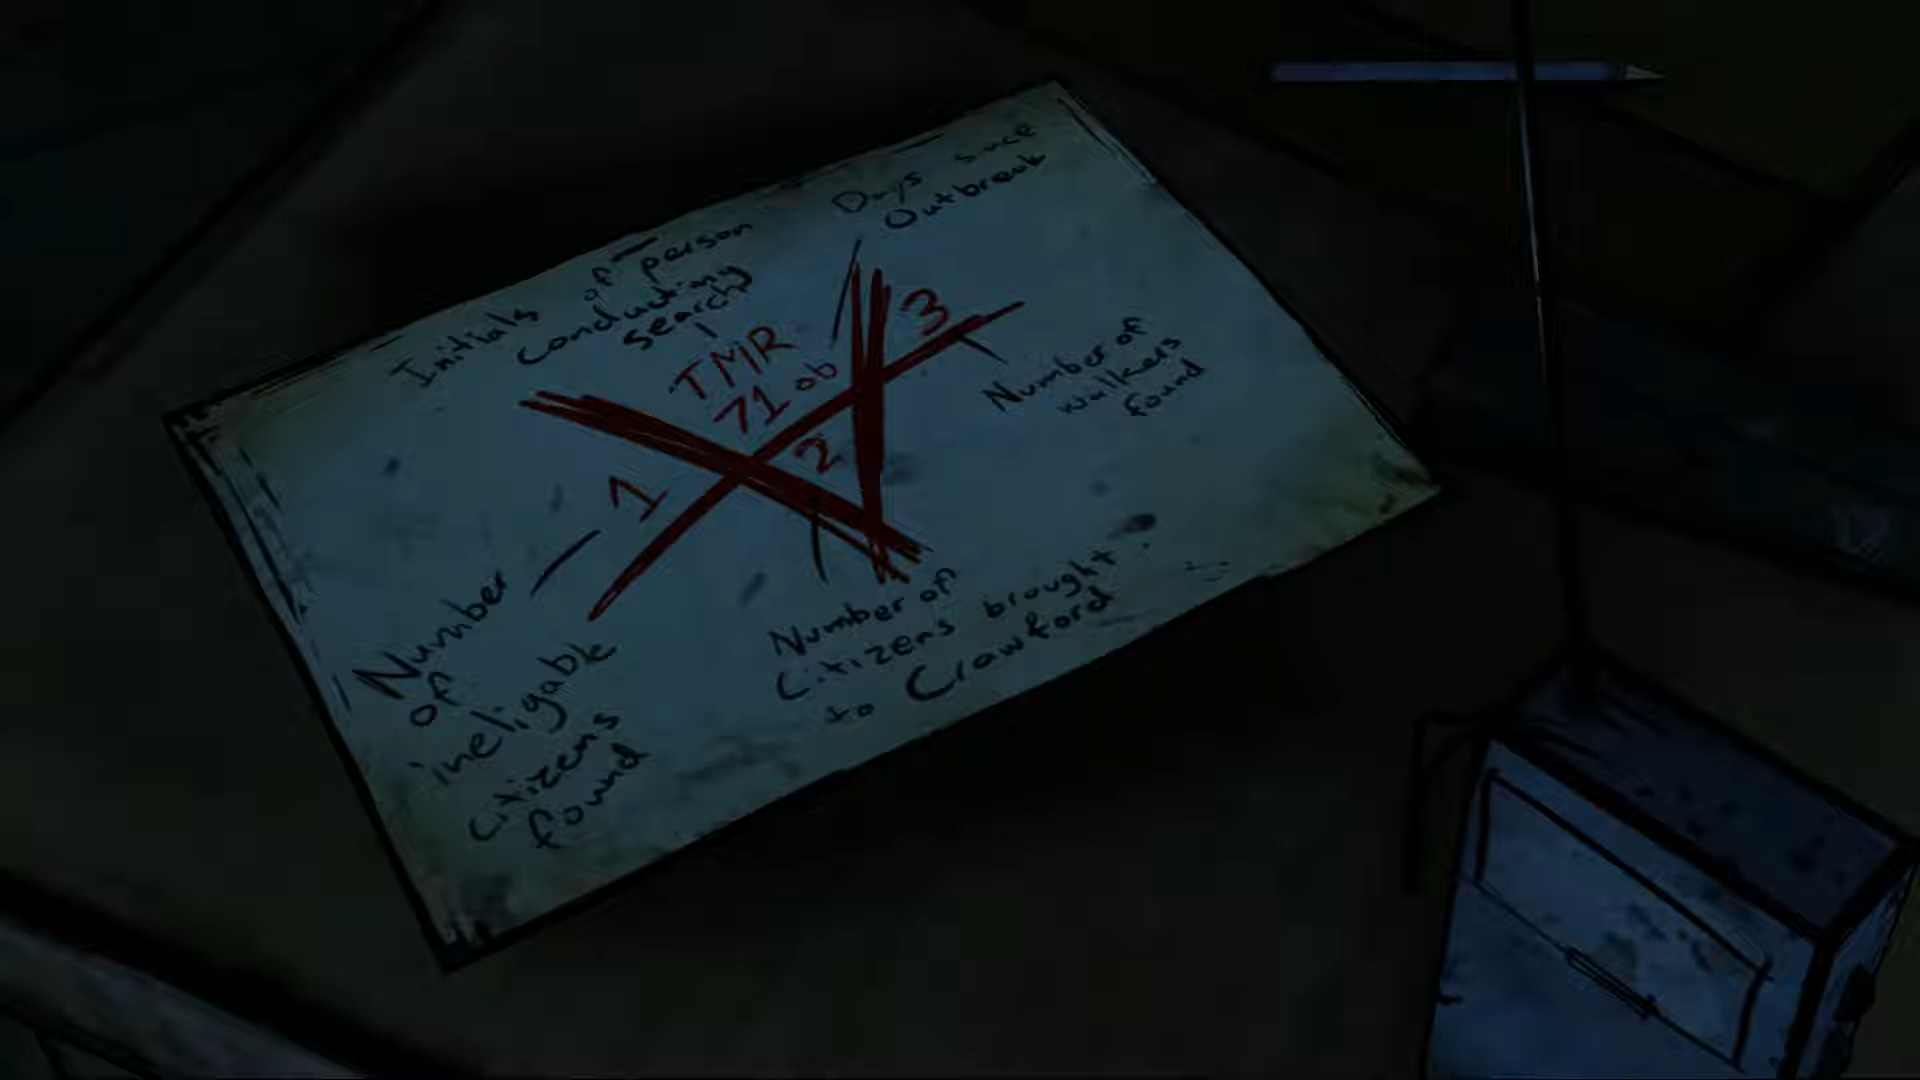 Days since
Outbreak
Initials of person
conducting
search
TMR
71 ob
3
Number of
walkers
found
2
1
Number
of
ineligable
citizens
found
Number of
Citizens brought
to Crawford